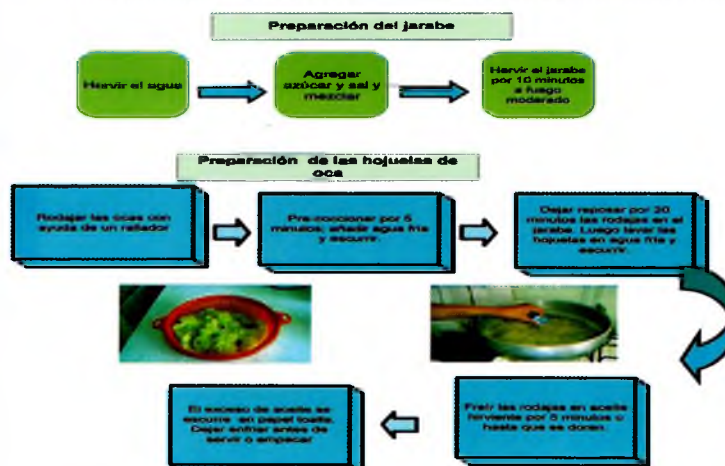 Preparación del jarabe
Hervir el agua
Agregar
azúcar y sal y
mezclar
Hervir el jarabe
por 10 minutos
a fuego
moderado
Preparación de las hojuelas de
oca
Rodajar las ocas con
ayuda de un rallador
Pre-coccionar por 5
minutos; añadir agua fría
y escurrir.
Dejar reposar por 20
minutos las rodajas en el
jarabe. Luego lavar las
hojuelas en agua fría y
escurrir.
El exceso de aceite se
escurre en papel toalla.
Dejar enfriar antes de
servir o empacar
Freír las rodajas en aceite
hirviente por 5 minutos o
hasta que se doren.